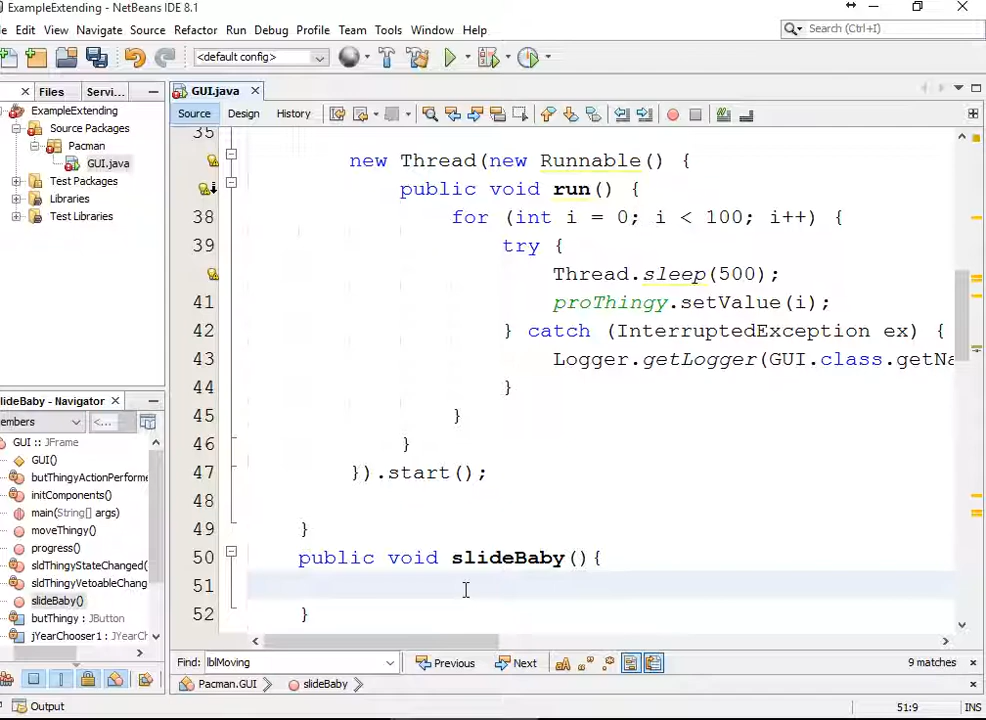 ExampleExtending - NetBeans IDE 8.1
Edit View Navigate Source Refactor Run Debug Profile Team Tools Window Help
Search (Ctrl+I)
<default config>
Files Servi...
GUI.java
ExampleExtending
Source Packages
Pacman
GUI.java
Test Packages
Libraries
Test Libraries
Source Design History
35
new Thread(new Runnable() {
public void run() {
38 for (int i = 0; i < 100; i++) {
39 try {
Thread.sleep(500);
41 proThingy.setValue(i);
42 } catch (InterruptedException ex) {
43 Logger.getLogger(GUI.class.getNa
44 }
45 }
46 }
47 }).start();
48
49 }
50 public void slideBaby(){
51
52 }
lideBaby - Navigator
embers <...
GUI :: JFrame
GUI()
butThingyActionPerforme
initComponents()
main(String[] args)
moveThingy()
progress()
sldThingyStateChanged(
sldThingyVetoableChang
slideBaby()
butThingy : JButton
jYearChooser1 : JYearCh
Find: lblMoving Previous Next 9 matches
Pacman.GUI slideBaby
Output 51:9 INS